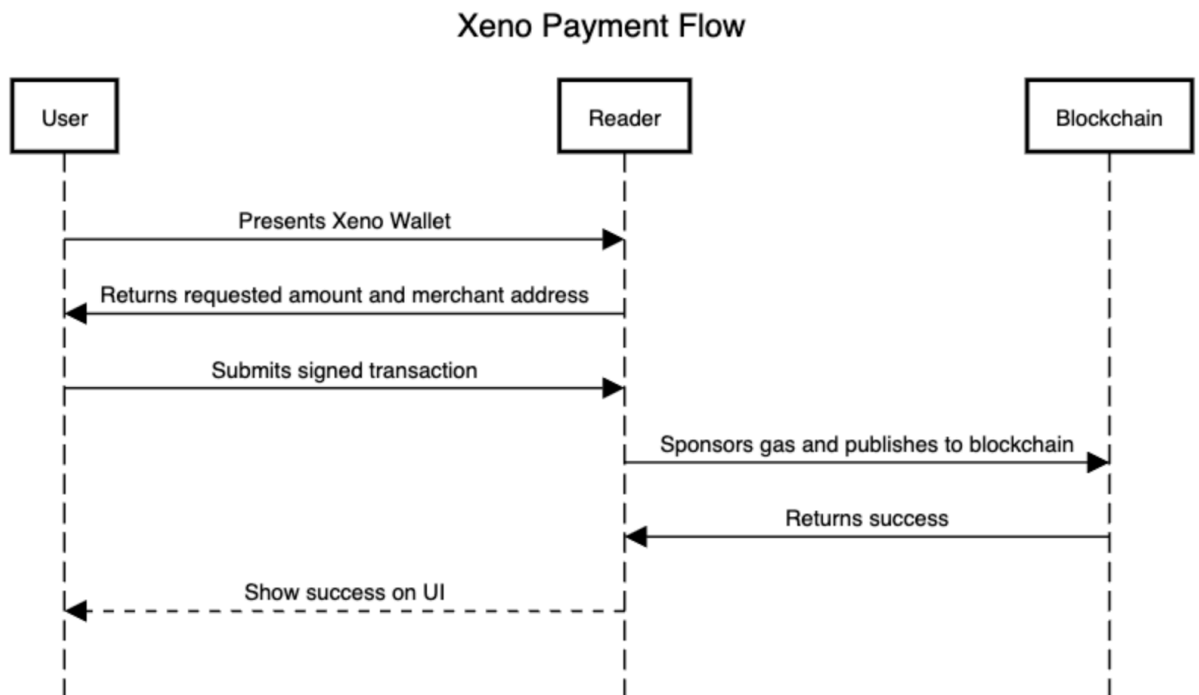 Xeno Payment Flow
User
Reader
Blockchain
Presents Xeno Wallet
Returns requested amount and merchant address
Submits signed transaction
Sponsors gas and publishes to blockchain
Returns success
Show success on UI